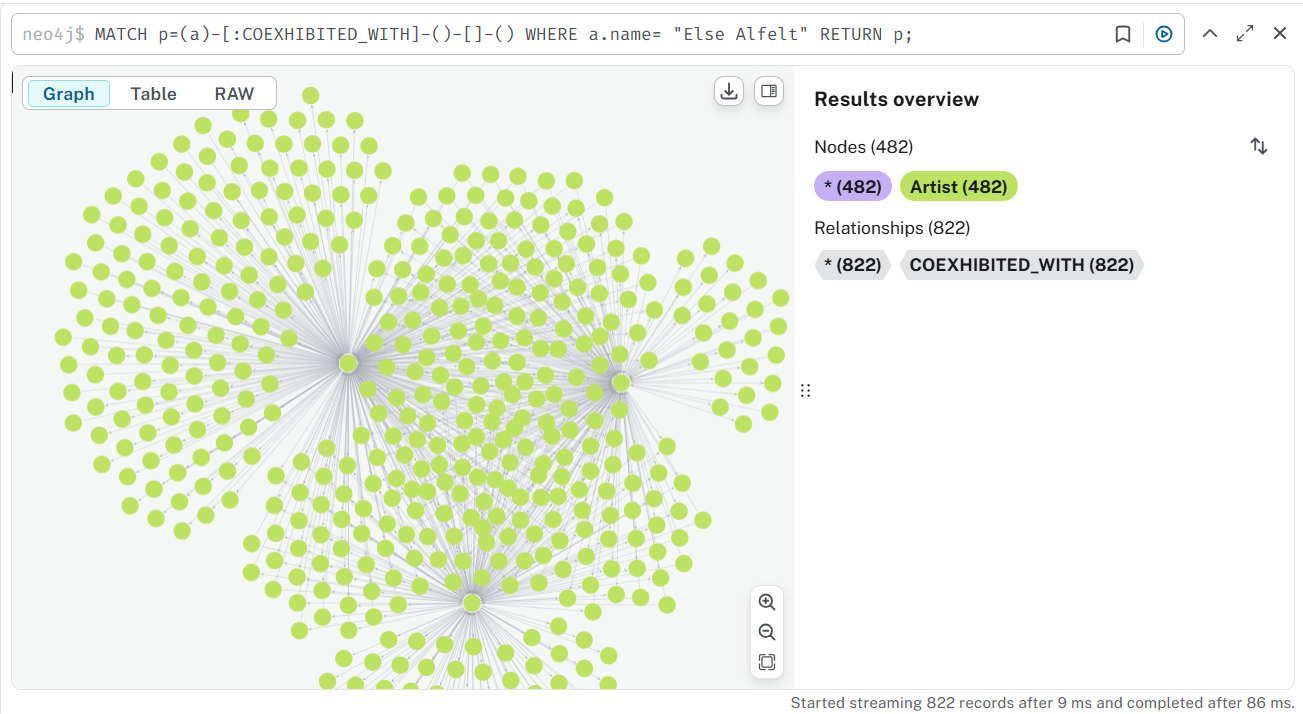 neo4j$ MATCH p=(a)-[:COEXHIBITED_WITH]-()-[]-() WHERE a.name= "Else Alfelt" RETURN p;
Graph Table RAW
Results overview
Nodes (482)
* (482) Artist (482)
Relationships (822)
* (822) COEXHIBITED_WITH (822)
Started streaming 822 records after 9 ms and completed after 86 ms.